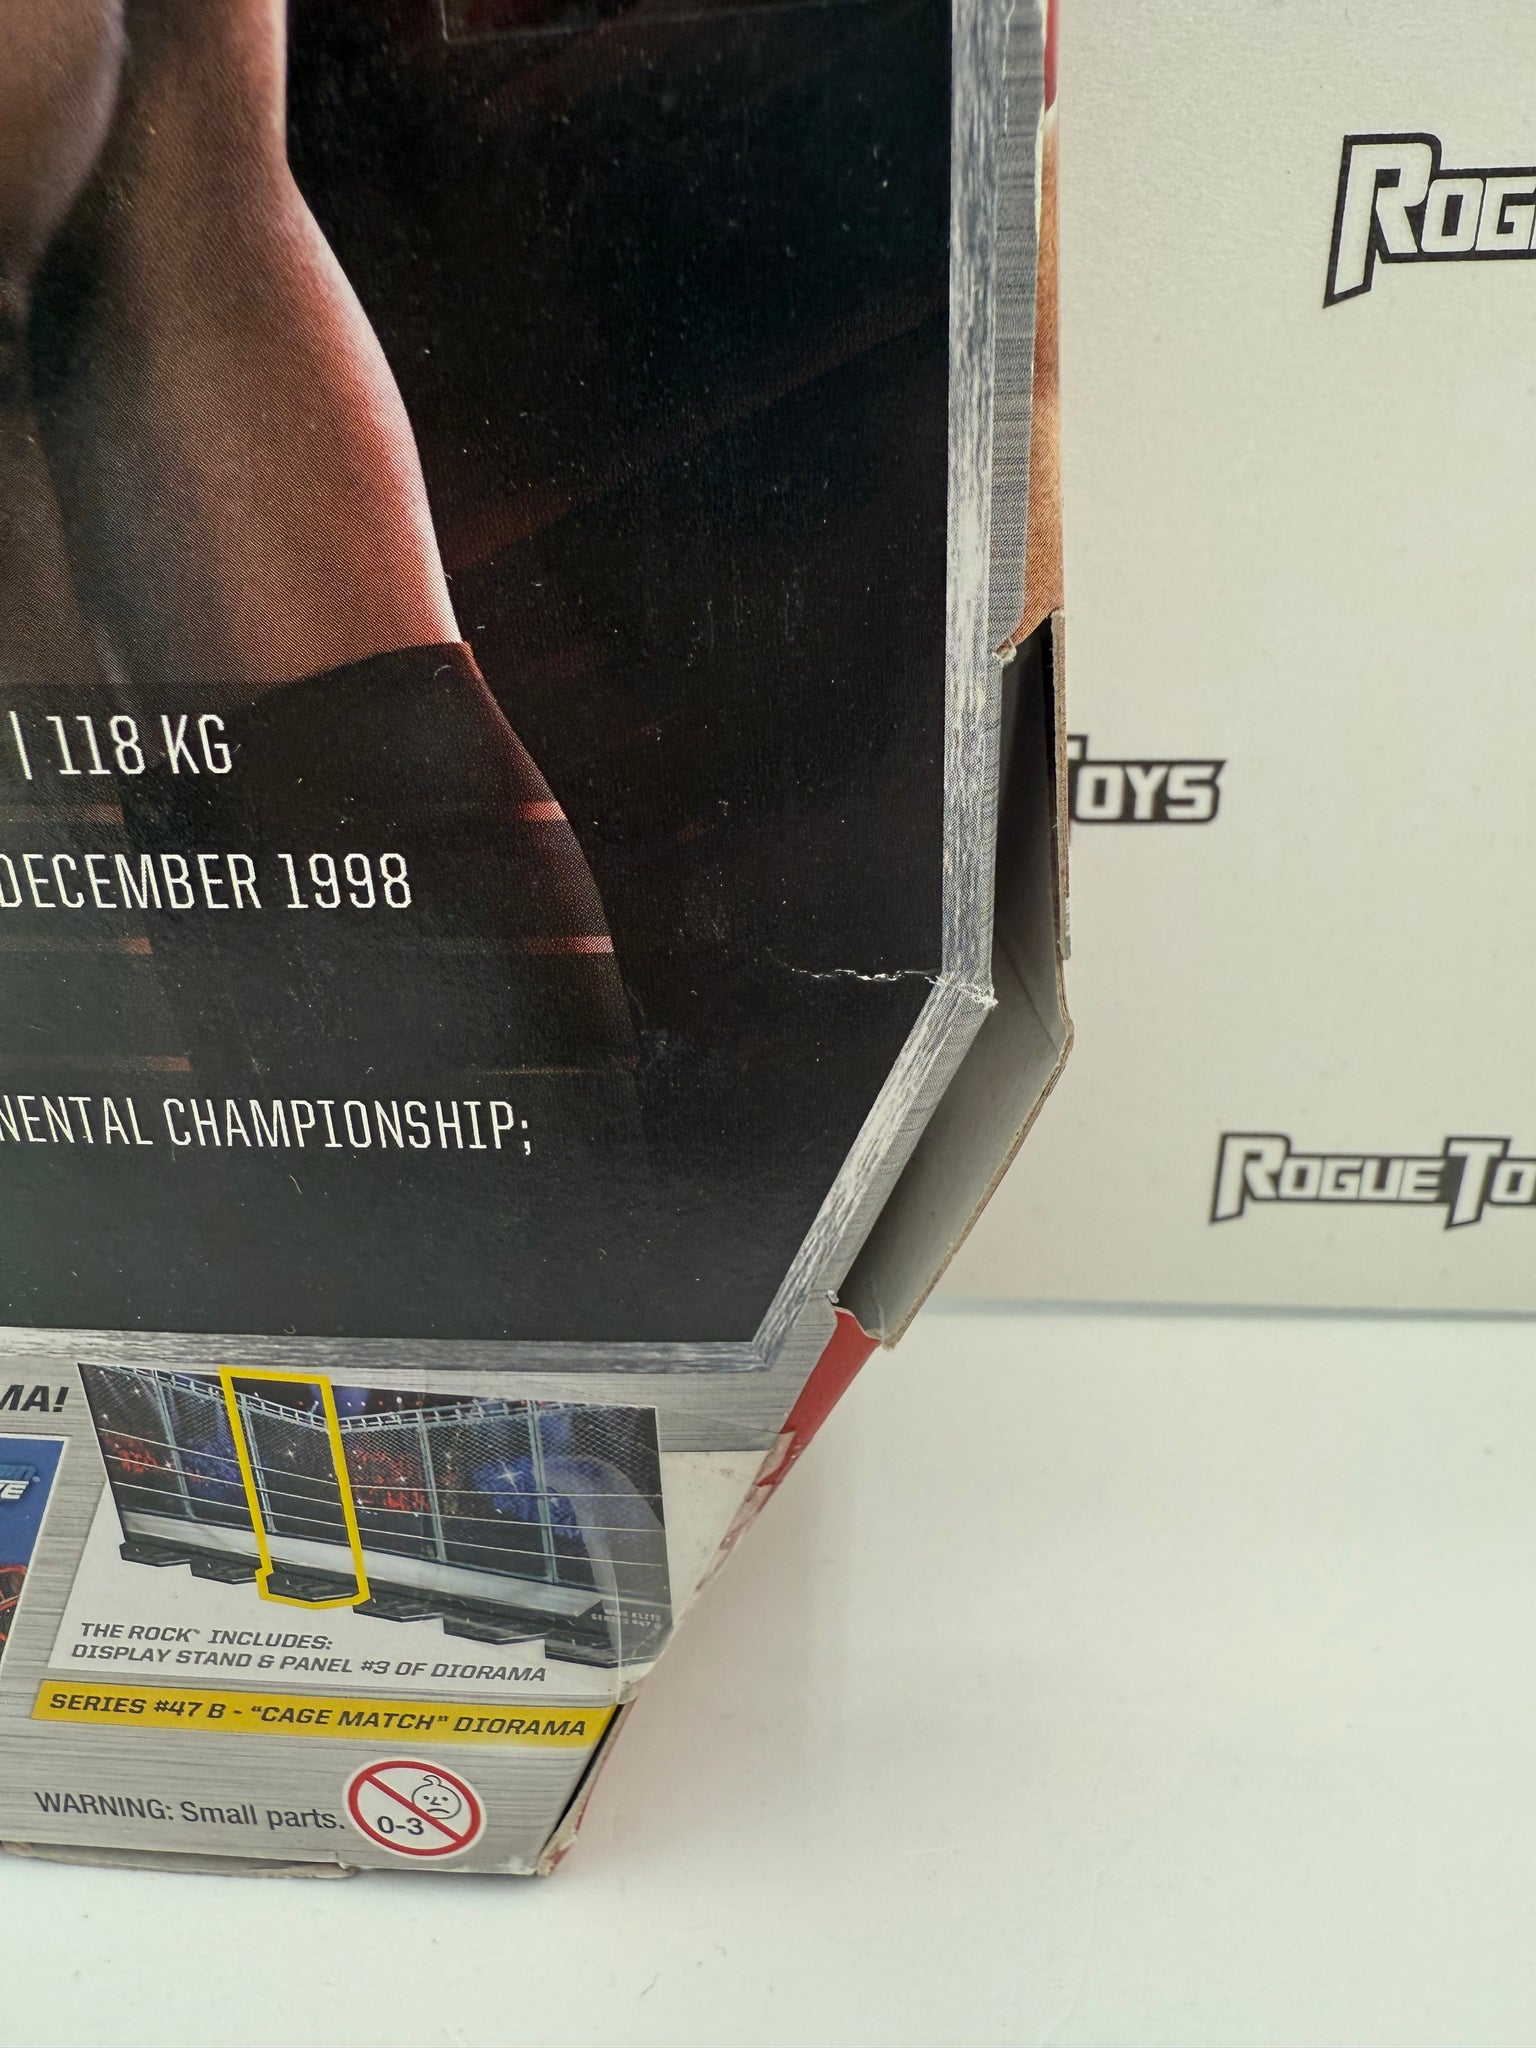 ROG
| 118 KG
TOYS
DECEMBER 1998
NENTAL CHAMPIONSHIP;
ROGUE TO
MA!
THE ROCK INCLUDES:
DISPLAY STAND & PANEL #3 OF DIORAMA
SERIES #47 B - "CAGE MATCH" DIORAMA
WARNING: Small parts.
0-3